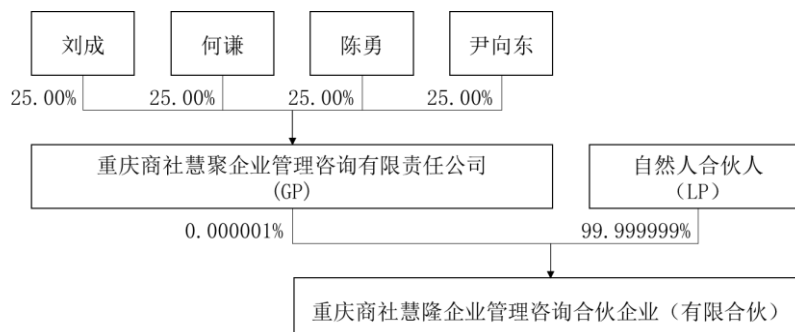 刘成
何谦
陈勇
尹向东
25.00%
25.00%
25.00%
25.00%
重庆商社慧聚企业管理咨询有限责任公司
(GP)
自然人合伙人
（LP）
0.000001%
99.999999%
重庆商社慧隆企业管理咨询合伙企业（有限合伙）